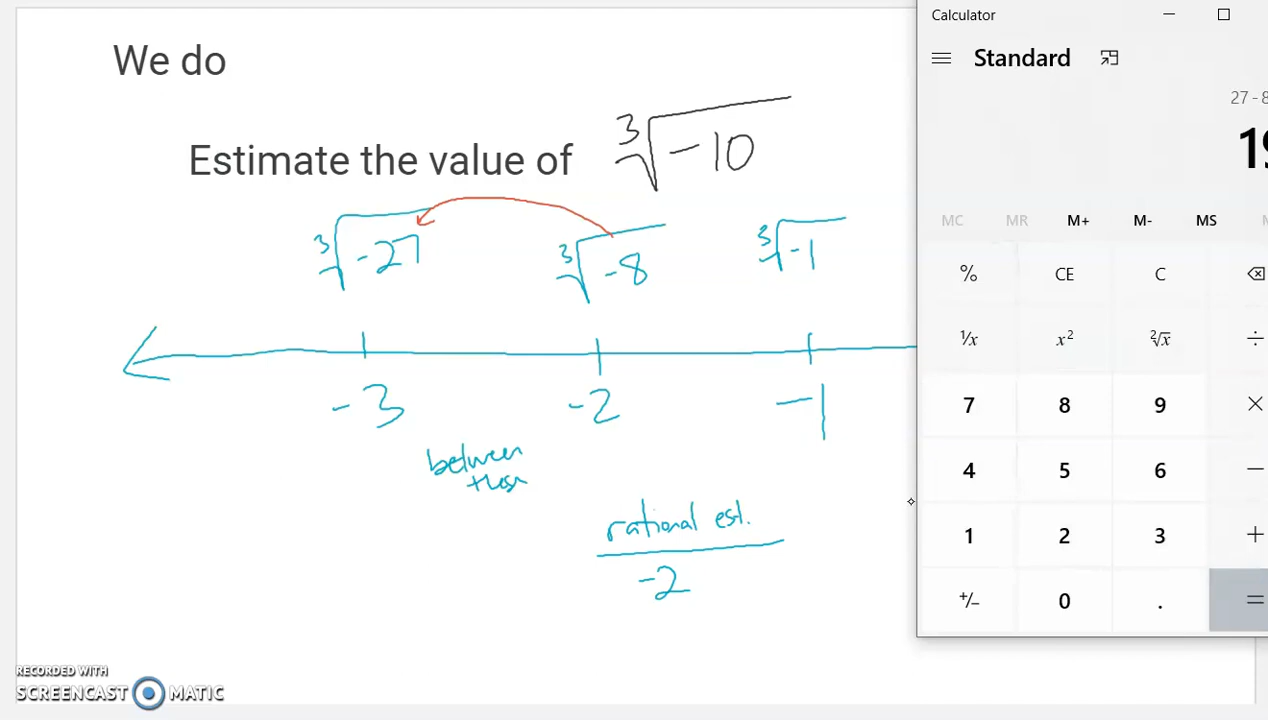 We do
Estimate the value of ∛-10
∛-27 ∛-8 ∛-1
-3 -2 -1
between
rational est.
-2
Calculator
Standard
27 - 8
19
MC MR M+ M- MS
% CE C
¹/x x² ²√x ÷
7 8 9 ×
4 5 6 −
1 2 3 +
+/− 0 . =
RECORDED WITH
SCREENCAST MATIC